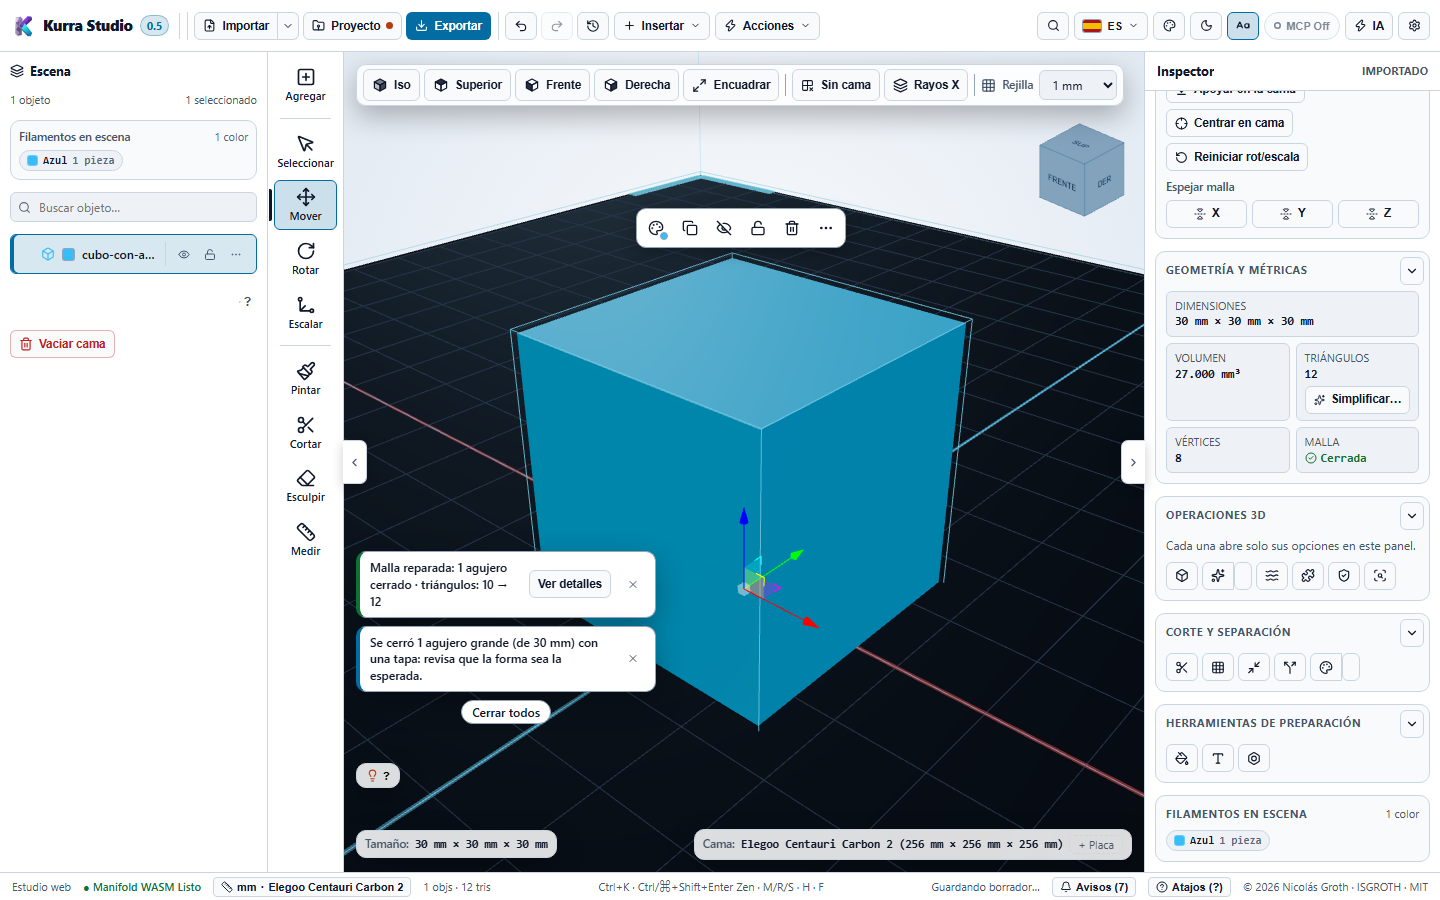 Kurra Studio 0.5
Importar
Proyecto
Exportar
Insertar
Acciones
ES
MCP Off
IA
Escena
1 objeto
1 seleccionado
Filamentos en escena
1 color
Azul 1 pieza
Buscar objeto...
cubo-con-a...
?
Vaciar cama
Agregar
Seleccionar
Mover
Rotar
Escalar
Pintar
Cortar
Esculpir
Medir
Iso
Superior
Frente
Derecha
Encuadrar
Sin cama
Rayos X
Rejilla
1 mm
SUP
FRENTE
DER
Malla reparada: 1 agujero
cerrado · triángulos: 10 →
12
Ver detalles
Se cerró 1 agujero grande (de 30 mm) con
una tapa: revisa que la forma sea la
esperada.
Cerrar todos
?
Tamaño: 30 mm × 30 mm × 30 mm
Cama: Elegoo Centauri Carbon 2 (256 mm × 256 mm × 256 mm)
+ Placa
Inspector
IMPORTADO
Apoyar en la cama
Centrar en cama
Reiniciar rot/escala
Espejar malla
X
Y
Z
GEOMETRÍA Y MÉTRICAS
DIMENSIONES
30 mm × 30 mm × 30 mm
VOLUMEN
27.000 mm³
TRIÁNGULOS
12
Simplificar...
VÉRTICES
8
MALLA
Cerrada
OPERACIONES 3D
Cada una abre solo sus opciones en este panel.
CORTE Y SEPARACIÓN
HERRAMIENTAS DE PREPARACIÓN
FILAMENTOS EN ESCENA
1 color
Azul 1 pieza
Estudio web
Manifold WASM Listo
mm · Elegoo Centauri Carbon 2
1 objs · 12 tris
Ctrl+K · Ctrl/⌘+Shift+Enter Zen · M/R/S · H · F
Guardando borrador...
Avisos (7)
Atajos (?)
© 2026 Nicolás Groth · ISGROTH · MIT